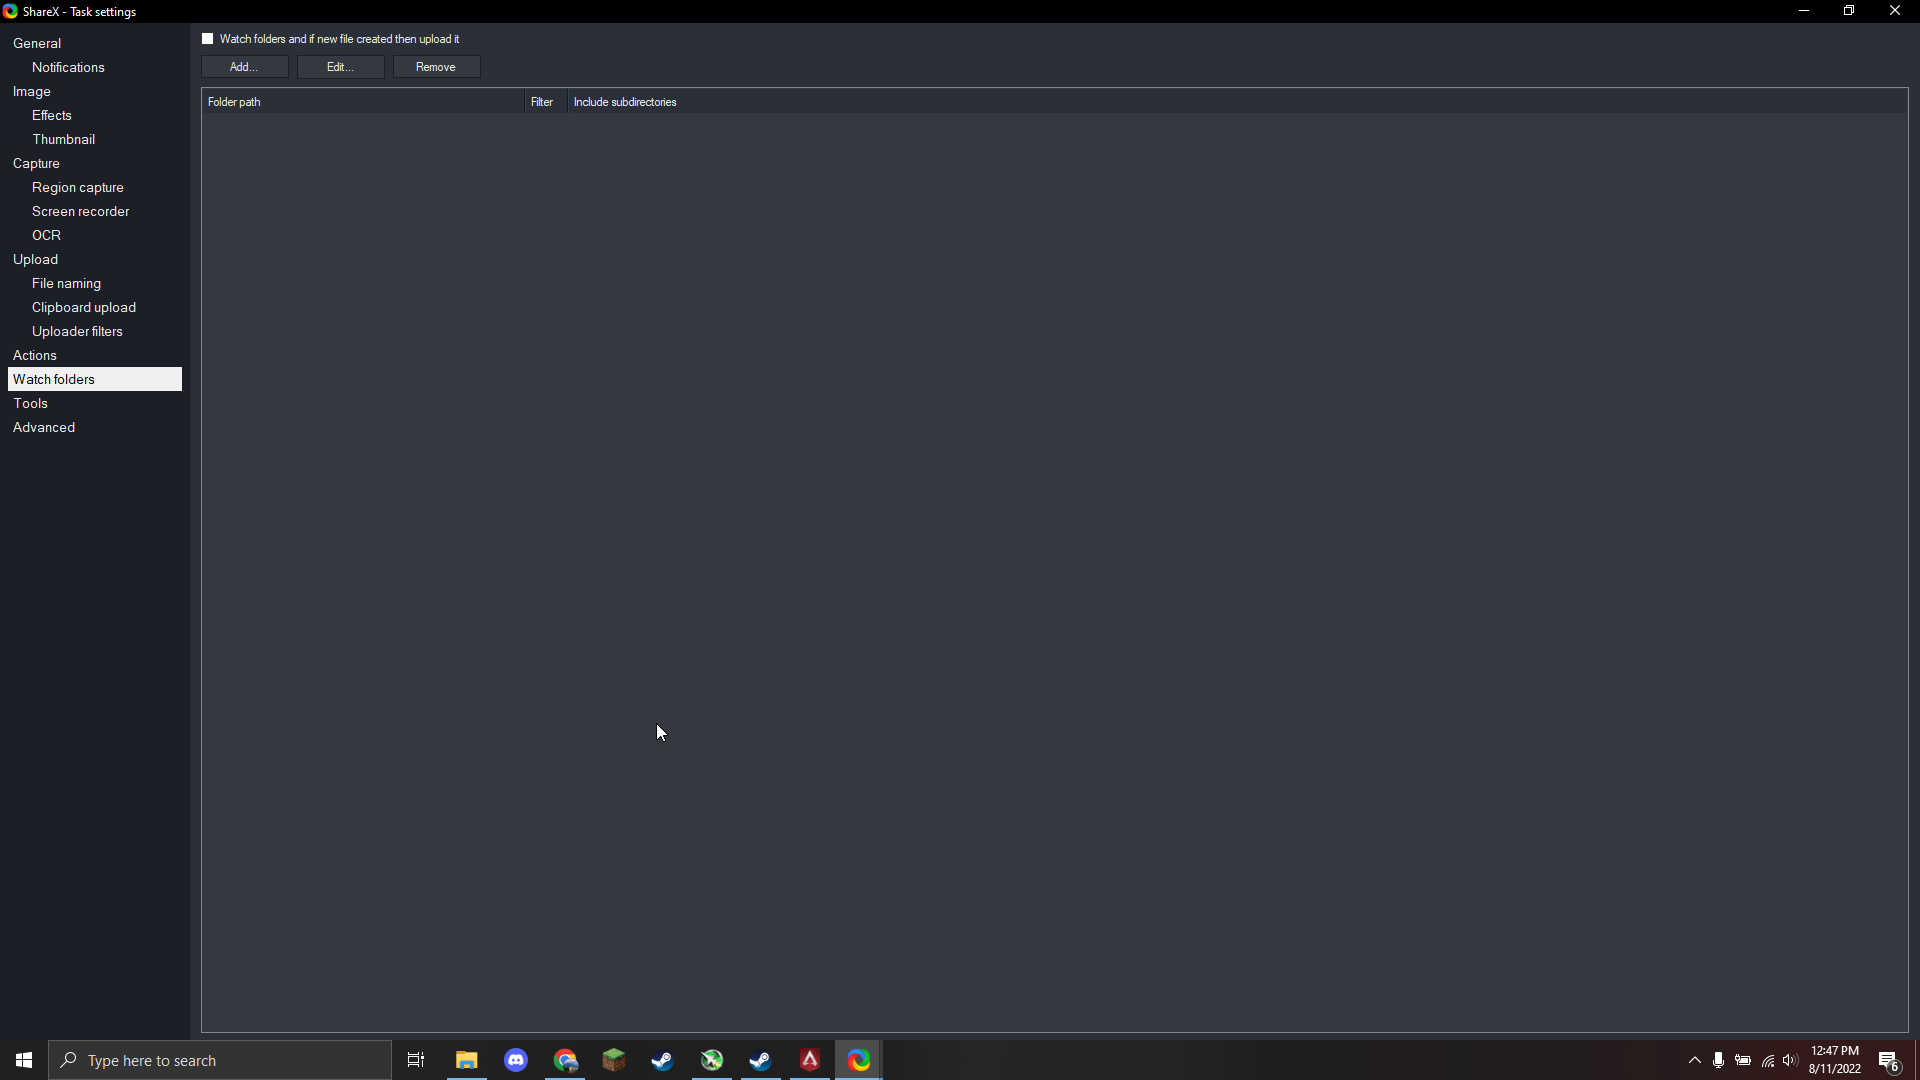 ShareX - Task settings
General
Notifications
Image
Effects
Thumbnail
Capture
Region capture
Screen recorder
OCR
Upload
File naming
Clipboard upload
Uploader filters
Actions
Watch folders
Tools
Advanced
Watch folders and if new file created then upload it
Add... Edit... Remove
Folder path Filter Include subdirectories
Type here to search
12:47 PM
8/11/2022
6